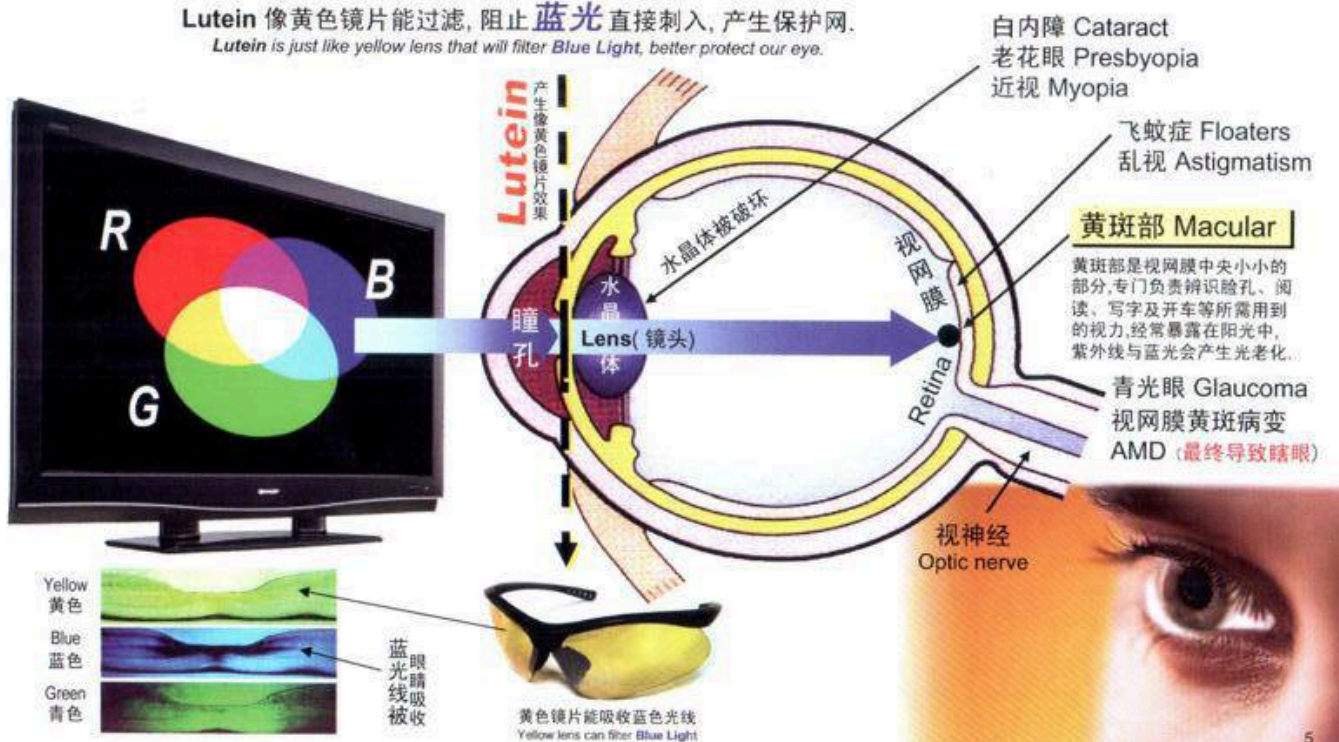 Lutein 像黄色镜片能过滤, 阻止 蓝光 直接刺入, 产生保护网.
Lutein is just like yellow lens that will filter Blue Light, better protect our eye.
白内障 Cataract
老花眼 Presbyopia
近视 Myopia
飞蚊症 Floaters
乱视 Astigmatism
黄斑部 Macular
黄斑部是视网膜中央小小的
部分,专门负责辨识脸孔、阅
读、写字及开车等所需用到
的视力,经常暴露在阳光中,
紫外线与蓝光会产生光老化.
青光眼 Glaucoma
视网膜黄斑病变
AMD (最终导致瞎眼)
Lutein
产生像黄色镜片效果
R
B
G
瞳孔
水晶体
Lens( 镜头)
水晶体被破坏
视网膜
Retina
视神经
Optic nerve
Yellow
黄色
Blue
蓝色
Green
青色
蓝光线被
眼睛吸收
黄色镜片能吸收蓝色光线
Yellow lens can filter Blue Light
5